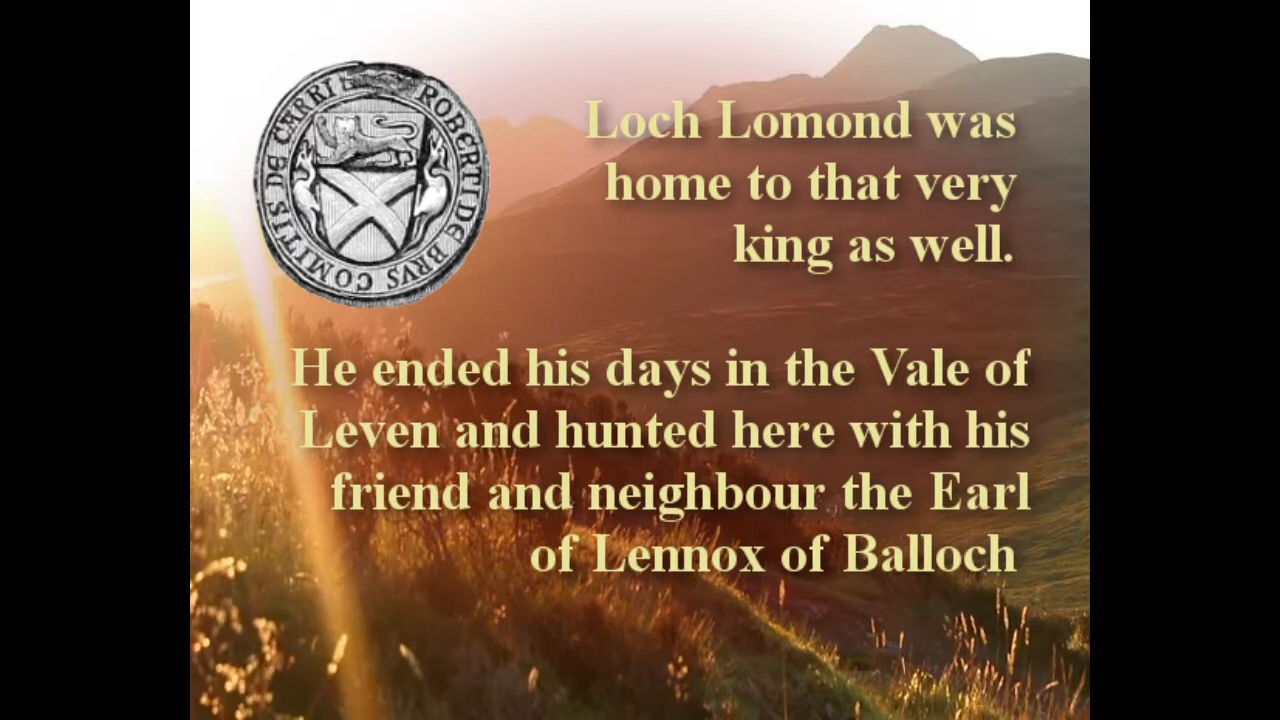 ROBERTI DE BRVS COMITIS DE CARRI
Loch Lomond was
home to that very
king as well.
He ended his days in the Vale of
Leven and hunted here with his
friend and neighbour the Earl
of Lennox of Balloch